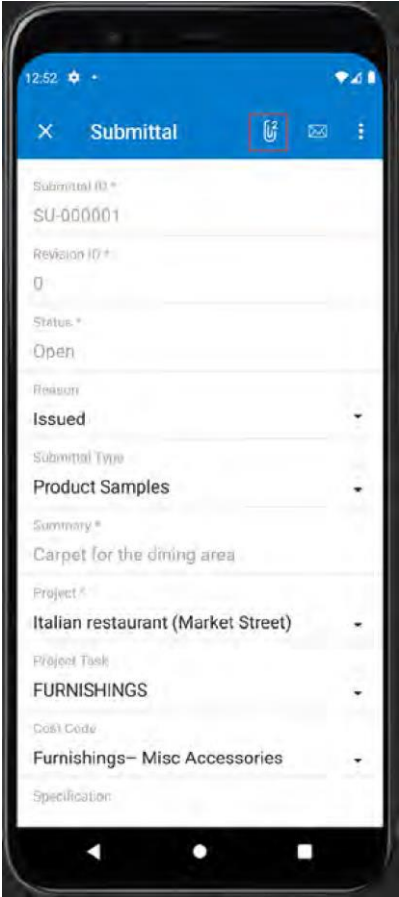 12:52
Submittal
2
Submittal ID *
SU-000001
Revision ID *
0
Status *
Open
Reason
Issued
Submittal Type
Product Samples
Summary *
Carpet for the dining area
Project *
Italian restaurant (Market Street)
Project Task
FURNISHINGS
Cost Code
Furnishings– Misc Accessories
Specification